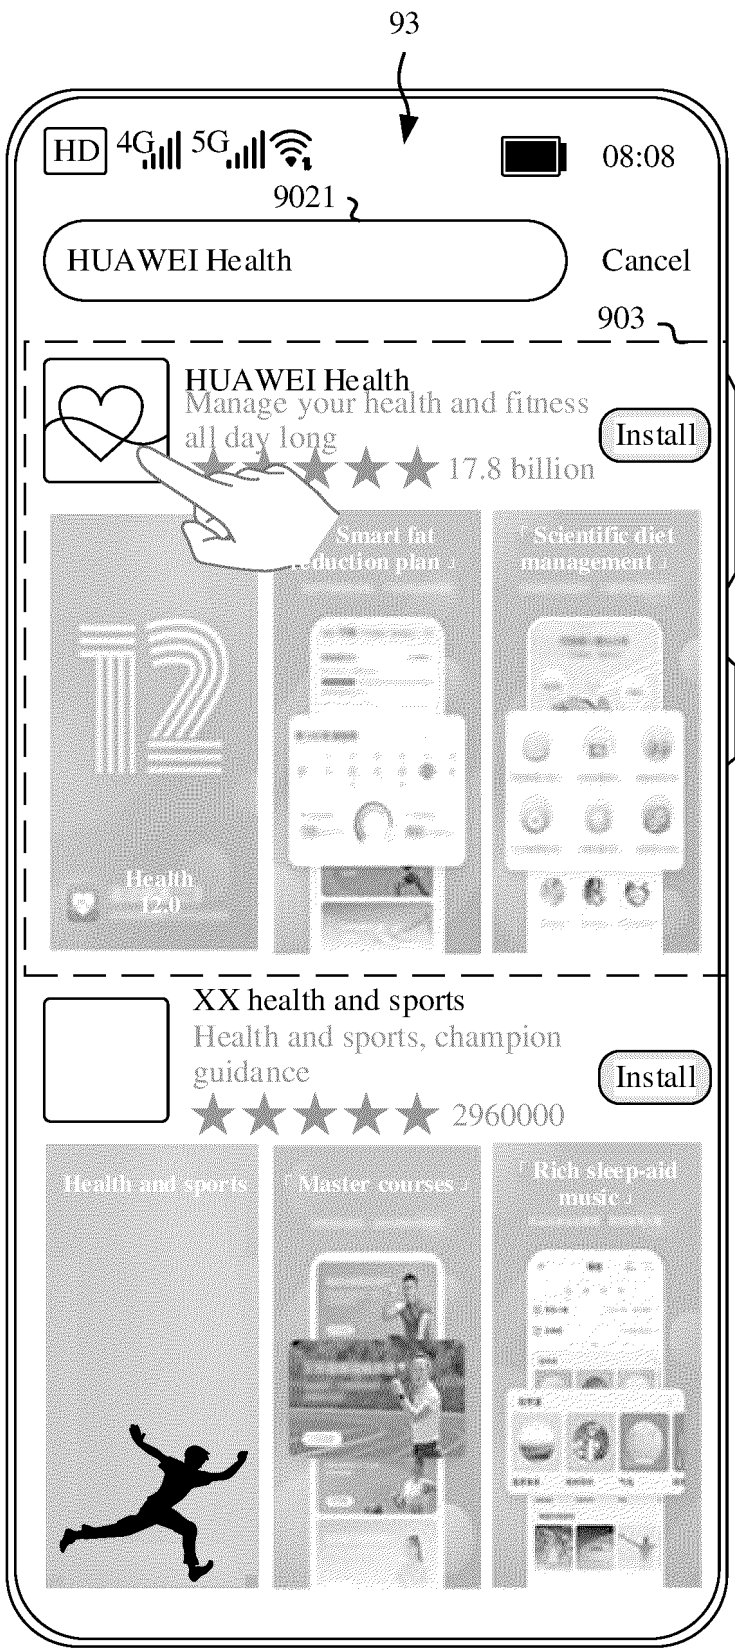 93
HD 4G 5G 08:08
9021
HUAWEI Health Cancel
903
HUAWEI Health
Manage your health and fitness
all day long
Install
17.8 billion
Smart fat
reduction plan」
「Scientific diet
management」
Health
12.0
XX health and sports
Health and sports, champion
guidance
Install
2960000
Health and sports
「Master courses」
「Rich sleep-aid
music」